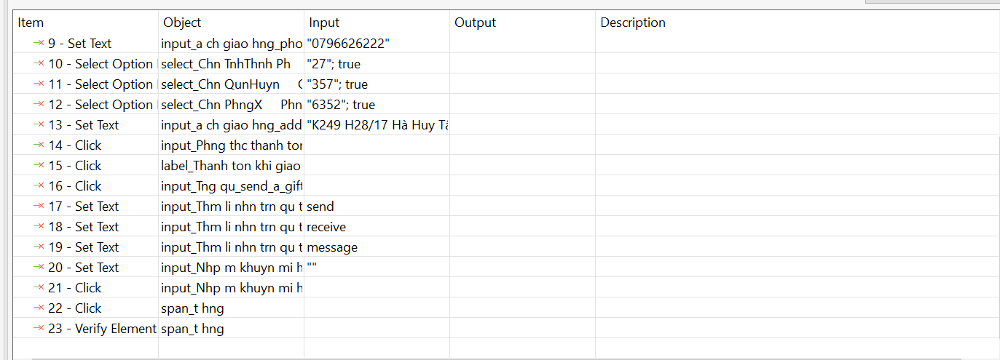 Item Object Input Output Description
9 - Set Text input_a ch giao hng_pho "0796626222"
10 - Select Option select_Chn TnhThnh Ph "27"; true
11 - Select Option select_Chn QunHuyn "357"; true
12 - Select Option select_Chn PhngX Phn "6352"; true
13 - Set Text input_a ch giao hng_add "K249 H28/17 Hà Huy Tậ
14 - Click input_Phng thc thanh ton
15 - Click label_Thanh ton khi giao
16 - Click input_Tng qu_send_a_gift
17 - Set Text input_Thm li nhn trn qu t send
18 - Set Text input_Thm li nhn trn qu t receive
19 - Set Text input_Thm li nhn trn qu t message
20 - Set Text input_Nhp m khuyn mi h ""
21 - Click input_Nhp m khuyn mi h
22 - Click span_t hng
23 - Verify Element span_t hng